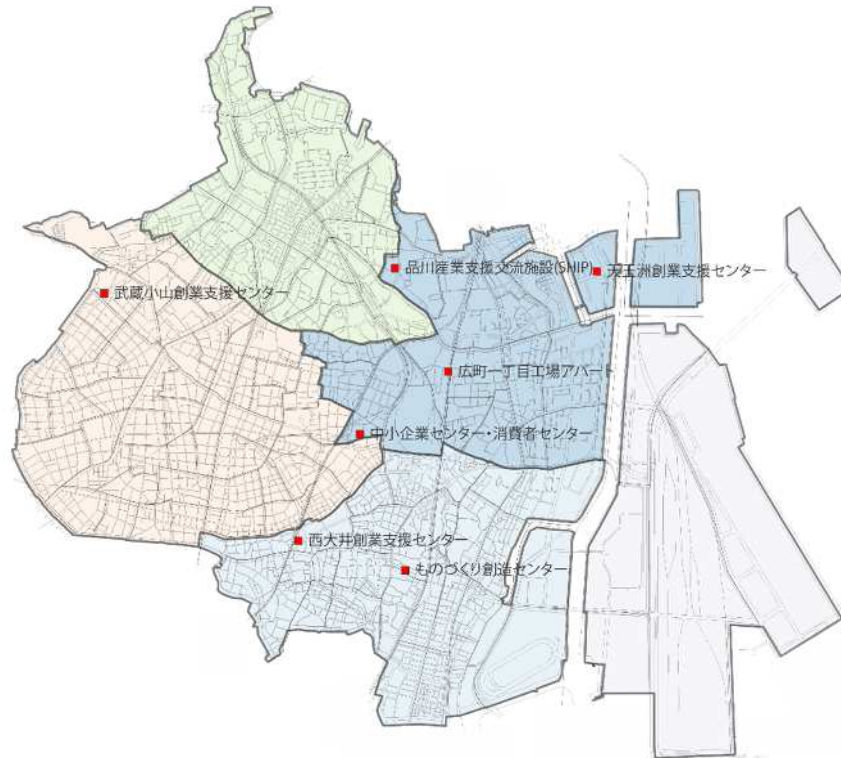 品川産業支援交流施設(SHIP)
天王洲創業支援センター
武蔵小山創業支援センター
広町一丁目工場アパート
中小企業センター・消費者センター
西大井創業支援センター
ものづくり創造センター